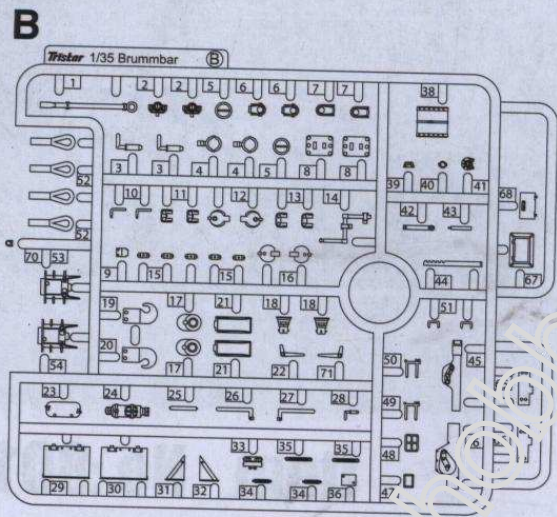 B
Tristar 1/35 Brummbar B
1 2 2 5 6 6 7 7 38
3 3 4 4 5 8 8
52 39 40 41
10 11 12 13 14 68
42 43
52
9 15 15 16 44 67
70 53 51
19 17 21 18 18
20 17 21 22 71 50 45
54
23 24 25 26 27 28 49
33 35 35 48
29 30 31 32 34 34 36 47